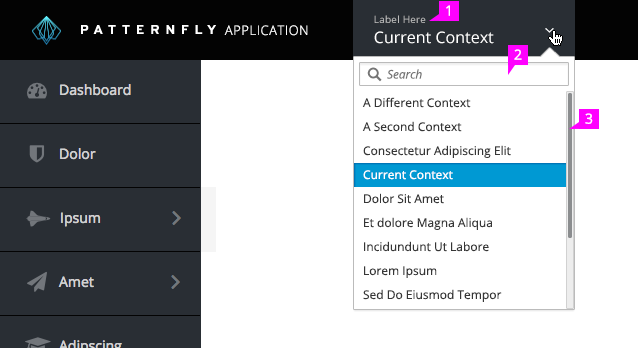 PATTERNFLY APPLICATION
Label Here
1
Current Context
2
Search
3
A Different Context
A Second Context
Consectetur Adipiscing Elit
Current Context
Dolor Sit Amet
Et dolore Magna Aliqua
Incidundunt Ut Labore
Lorem Ipsum
Sed Do Eiusmod Tempor
Dashboard
Dolor
Ipsum
Amet
Adipscing